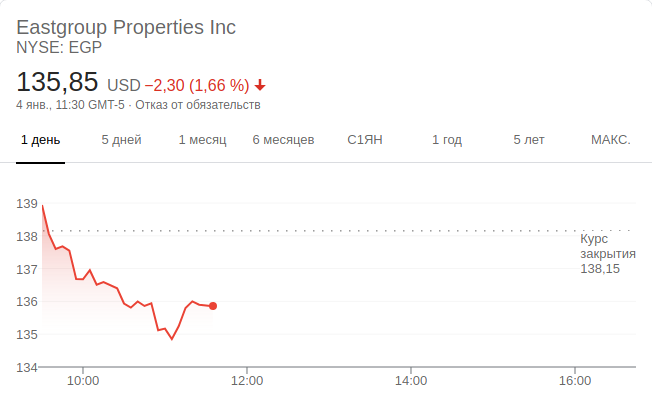 Eastgroup Properties Inc
NYSE: EGP
135,85 USD −2,30 (1,66 %)
4 янв., 11:30 GMT-5 · Отказ от обязательств
1 день 5 дней 1 месяц 6 месяцев С1ЯН 1 год 5 лет МАКС.
139
138
Курс
закрытия
138,15
137
136
135
134
10:00 12:00 14:00 16:00